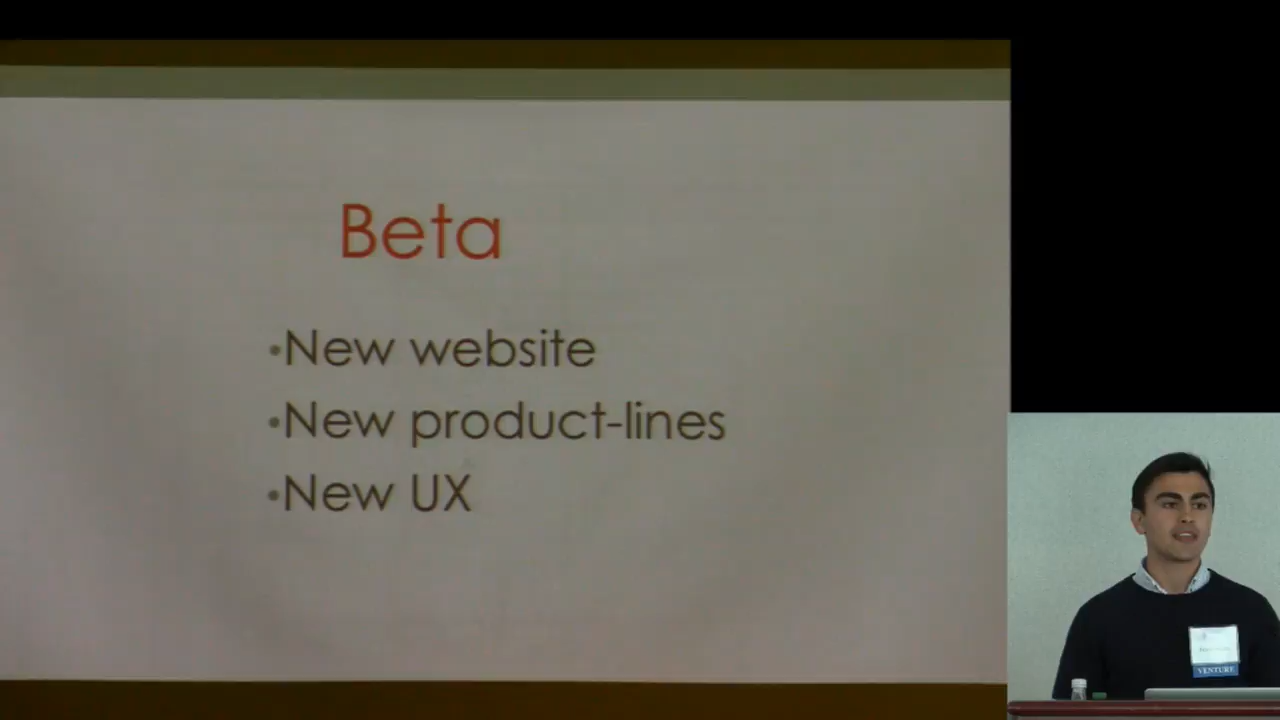 Beta
•New website
•New product-lines
•New UX
VENTURE